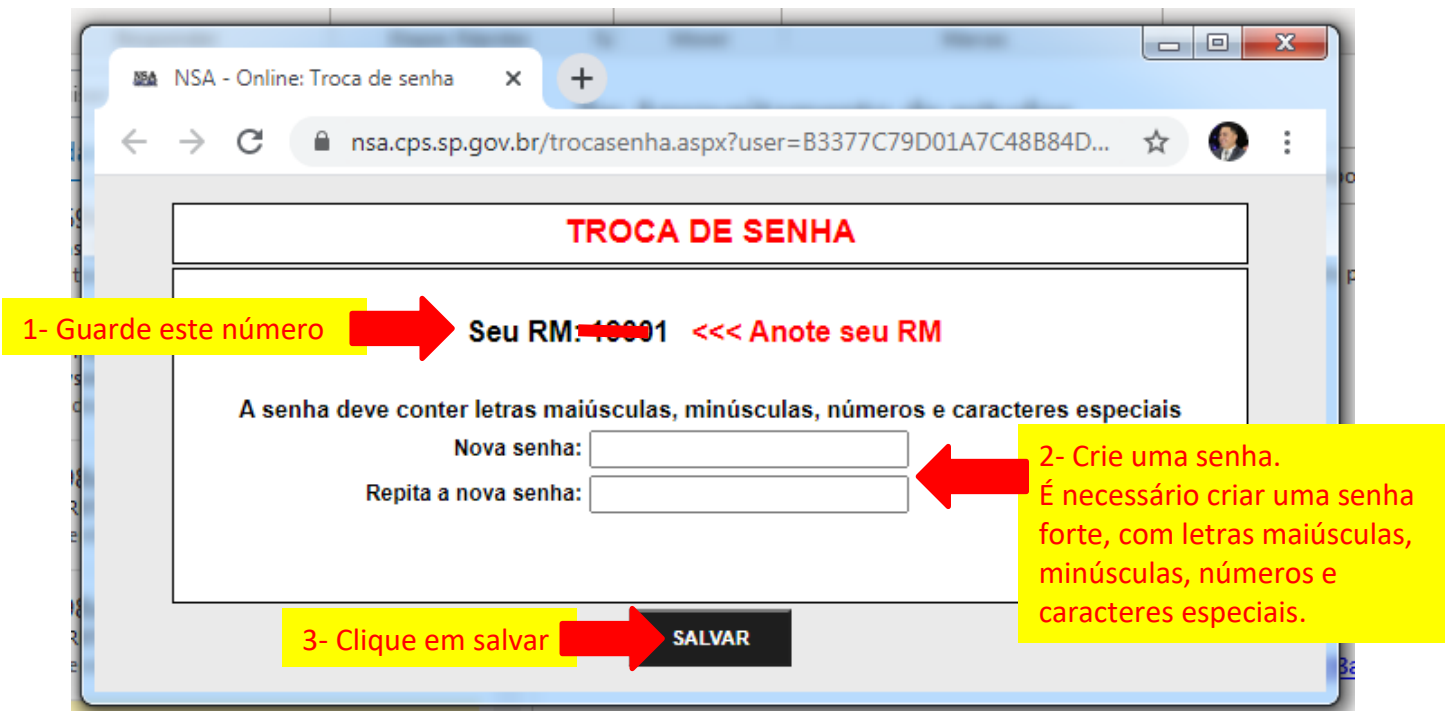 NSA - Online: Troca de senha
nsa.cps.sp.gov.br/trocasenha.aspx?user=B3377C79D01A7C48B84D...
TROCA DE SENHA
1- Guarde este número
Seu RM: <<< Anote seu RM
A senha deve conter letras maiúsculas, minúsculas, números e caracteres especiais
Nova senha:
Repita a nova senha:
2- Crie uma senha.
É necessário criar uma senha
forte, com letras maiúsculas,
minúsculas, números e
caracteres especiais.
3- Clique em salvar
SALVAR